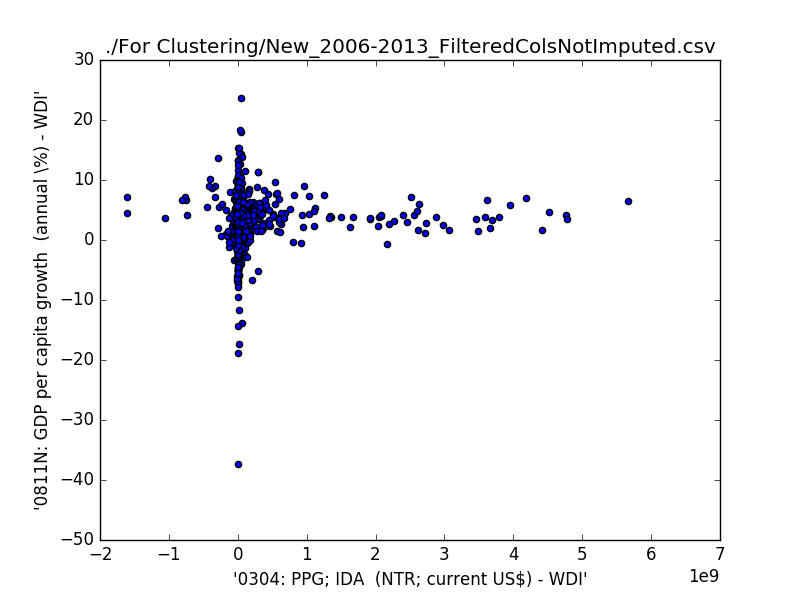 ./For Clustering/New_2006-2013_FilteredColsNotImputed.csv
30
20
10
0
−10
−20
−30
−40
−50
'0811N: GDP per capita growth  (annual \%) - WDI'
−2 −1 0 1 2 3 4 5 6 7
1e9
'0304: PPG; IDA  (NTR; current US$) - WDI'